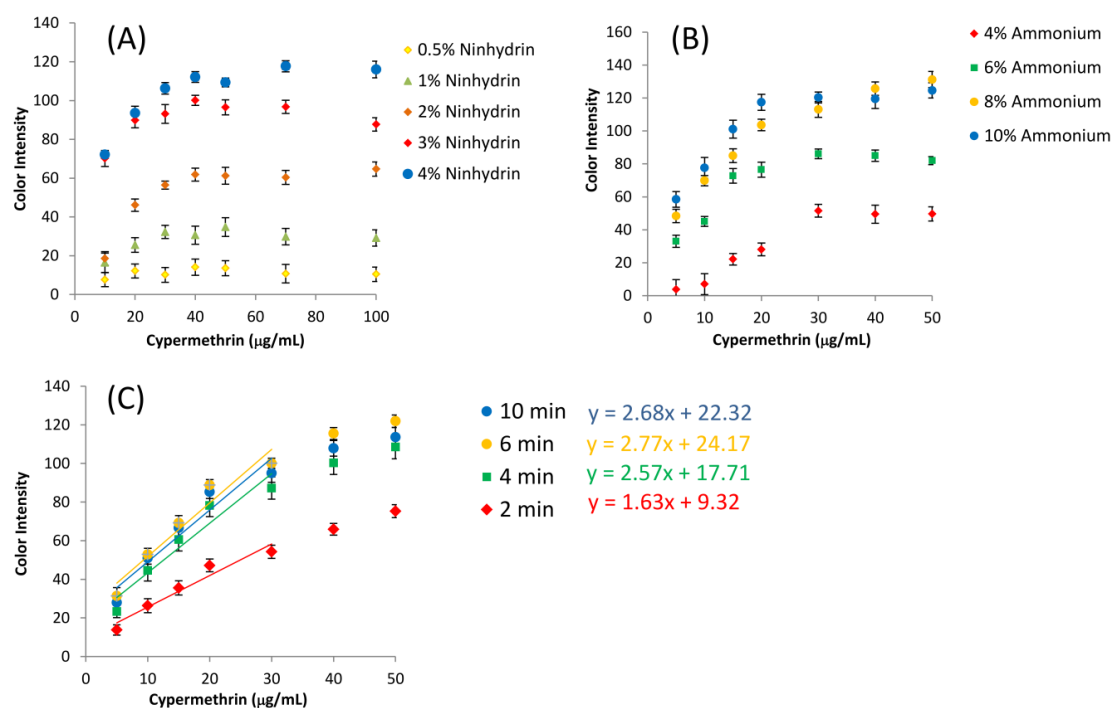 (A)
140
120
100
80
60
40
20
0
0 20 40 60 80 100
Color Intensity
Cypermethrin (µg/mL)
0.5% Ninhydrin
1% Ninhydrin
2% Ninhydrin
3% Ninhydrin
4% Ninhydrin
(B)
160
140
120
100
80
60
40
20
0
0 10 20 30 40 50
Color Intensity
Cypermethrin (µg/mL)
4% Ammonium
6% Ammonium
8% Ammonium
10% Ammonium
(C)
140
120
100
80
60
40
20
0
0 10 20 30 40 50
Color Intensity
Cypermethrin (µg/mL)
10 min y = 2.68x + 22.32
6 min y = 2.77x + 24.17
4 min y = 2.57x + 17.71
2 min y = 1.63x + 9.32